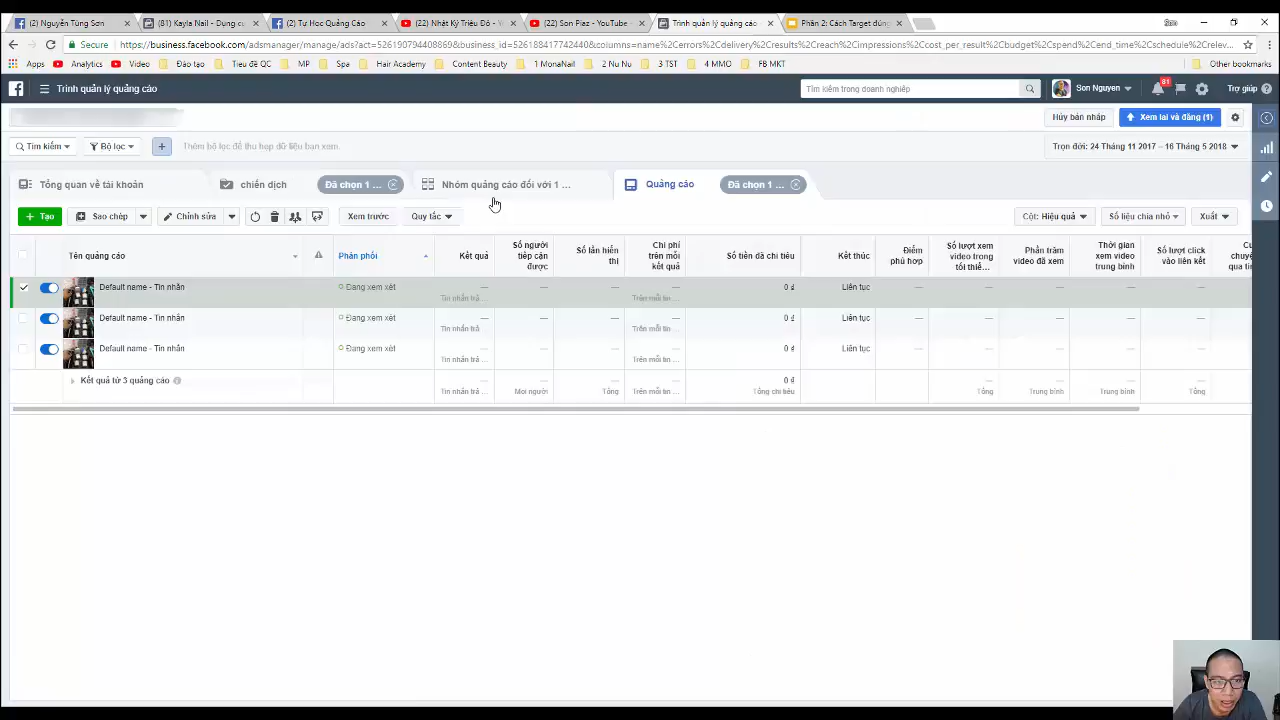 (2) Nguyễn Tùng Sơn
(81) Kayla Nail - Dụng c
(2) Tự Học Quảng Cáo
(22) Nhật Ký Triệu Đô - Y
(22) Son Piaz - YouTube
Trình quản lý quảng cáo
Phần 2: Cách Target đúng
Son
Secure
https://business.facebook.com/adsmanager/manage/ads?act=526190794408869&business_id=526188417742440&columns=name%2Cerrors%2Cdelivery%2Cresults%2Creach%2Cimpressions%2Ccost_per_result%2Cbudget%2Cspend%2Cend_time%2Cschedule%2Crelev...
Apps Analytics Video Đào tạo Tieu đề QC MP Spa Hair Academy Content Beauty 1 MonaNail 2 Nu Nu 3 TST 4 MMO FB MKT Other bookmarks
Trình quản lý quảng cáo
Tìm kiếm trong doanh nghiệp
Son Nguyen
81
Trợ giúp
Hủy bản nháp
Xem lại và đăng (1)
Tìm kiếm
Bộ lọc
Thêm bộ lọc để thu hẹp dữ liệu bạn xem.
Trọn đời: 24 Tháng 11 2017 – 16 Tháng 5 2018
Tổng quan về tài khoản
chiến dịch
Đã chọn 1 ...
Nhóm quảng cáo đối với 1 ...
Quảng cáo
Đã chọn 1 ...
+ Tạo
Sao chép
Chỉnh sửa
Xem trước
Quy tắc
Cột: Hiệu quả
Số liệu chia nhỏ
Xuất
Tên quảng cáo
Phân phối
Kết quả
Số người tiếp cận được
Số lần hiển thị
Chi phí trên mỗi kết quả
Số tiền đã chi tiêu
Kết thúc
Điểm phù hợp
Số lượt xem video trong tối thiể...
Phần trăm video đã xem
Thời gian xem video trung bình
Số lượt click vào liên kết
Default name - Tin nhắn Đang xem xét — — — — 0 ₫ Liên tục — — — — —
Tin nhắn trả ... Trên mỗi tin ...
Default name - Tin nhắn Đang xem xét — — — — 0 ₫ Liên tục — — — — —
Tin nhắn trả ... Trên mỗi tin ...
Default name - Tin nhắn Đang xem xét — — — — 0 ₫ Liên tục — — — — —
Tin nhắn trả ... Trên mỗi tin ...
Kết quả từ 3 quảng cáo — — — — 0 ₫ — — — —
Tin nhắn trả ... Mọi người Tổng Trên mỗi tin ... Tổng chi tiêu Tổng Trung bình Trung bình Tổng